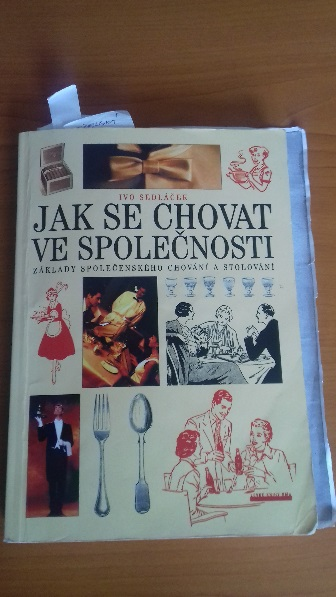 IVO SEDLÁČEK
JAK SE CHOVAT
VE SPOLEČNOSTI
ZÁKLADY SPOLEČENSKÉHO CHOVÁNÍ A STOLOVÁNÍ